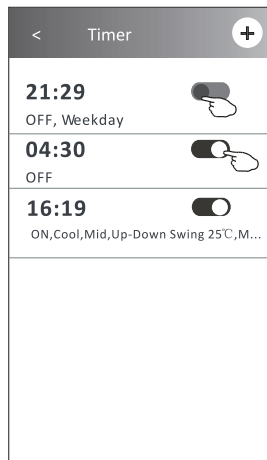 < Timer +
21:29
OFF, Weekday
04:30
OFF
16:19
ON,Cool,Mid,Up-Down Swing 25℃,M...